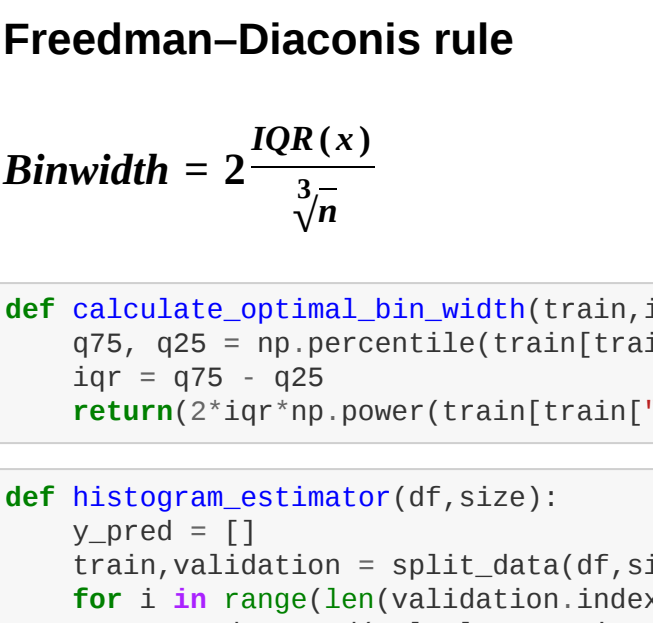 Freedman–Diaconis rule
Binwidth = 2 IQR(x)
3√n
def calculate_optimal_bin_width(train,i
q75, q25 = np.percentile(train[trai
iqr = q75 - q25
return(2*iqr*np.power(train[train['
def histogram_estimator(df,size):
y_pred = []
train,validation = split_data(df,si
for i in range(len(validation.index